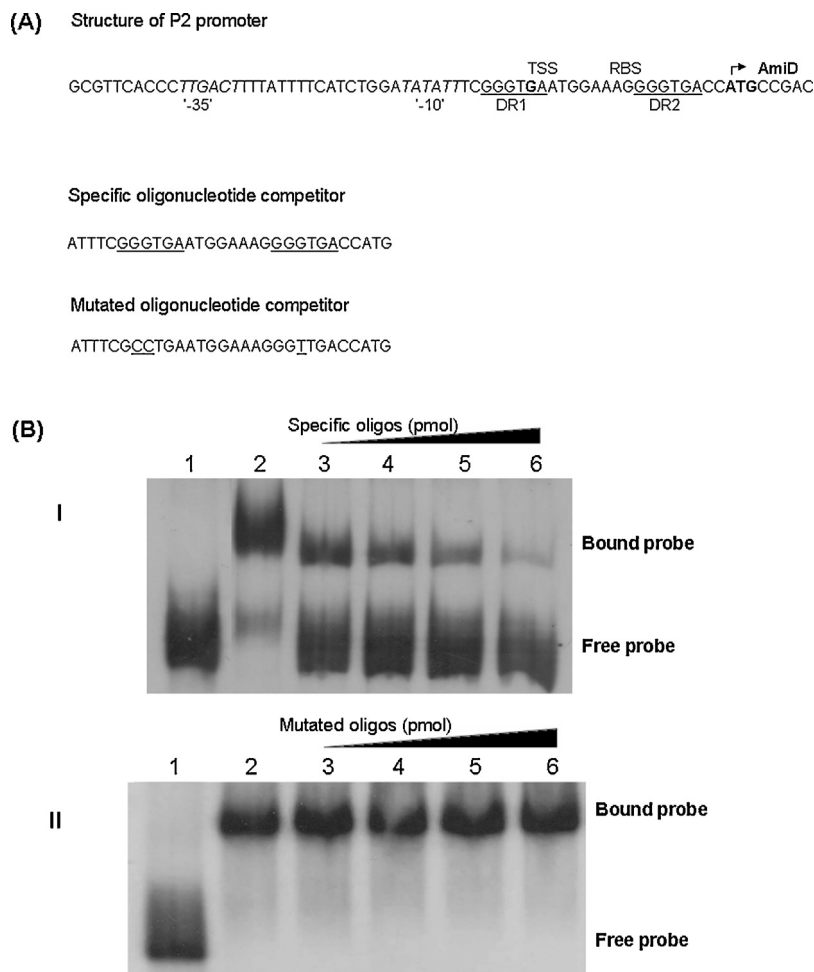 (A) Structure of P2 promoter
TSS RBS AmiD
GCGTTCACCCTTGACTTTTATTTTCATCTGGATATATTTCGGGTGAATGGAAAGGGGTGACCATGCCGAC
'-35' '-10' DR1 DR2
Specific oligonucleotide competitor
ATTTCGGGTGAATGGAAAGGGGTGACCATG
Mutated oligonucleotide competitor
ATTTCGCCTGAATGGAAAGGGTTGACCATG
(B) Specific oligos (pmol)
1 2 3 4 5 6
I
Bound probe
Free probe
Mutated oligos (pmol)
1 2 3 4 5 6
II
Bound probe
Free probe